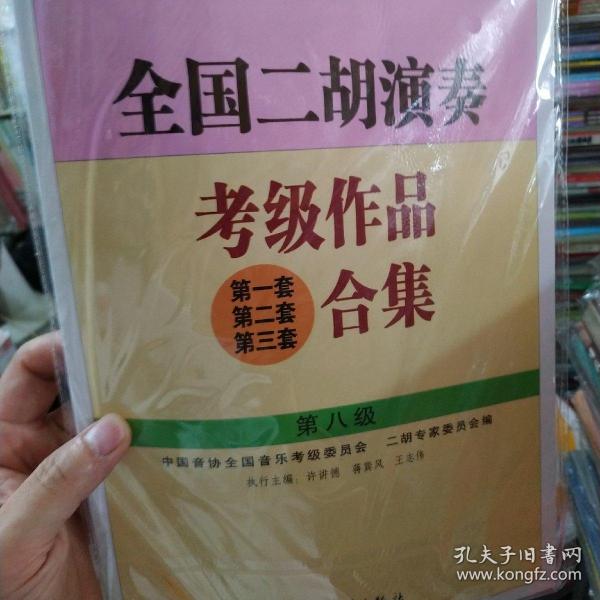 全国二胡演奏
考级作品
第一套
第二套
第三套
合集
第八级
中国音协全国音乐考级委员会 二胡专家委员会编
执行主编：许讲德 蒋巽风 王志伟
孔夫子旧书网
www.kongfz.com